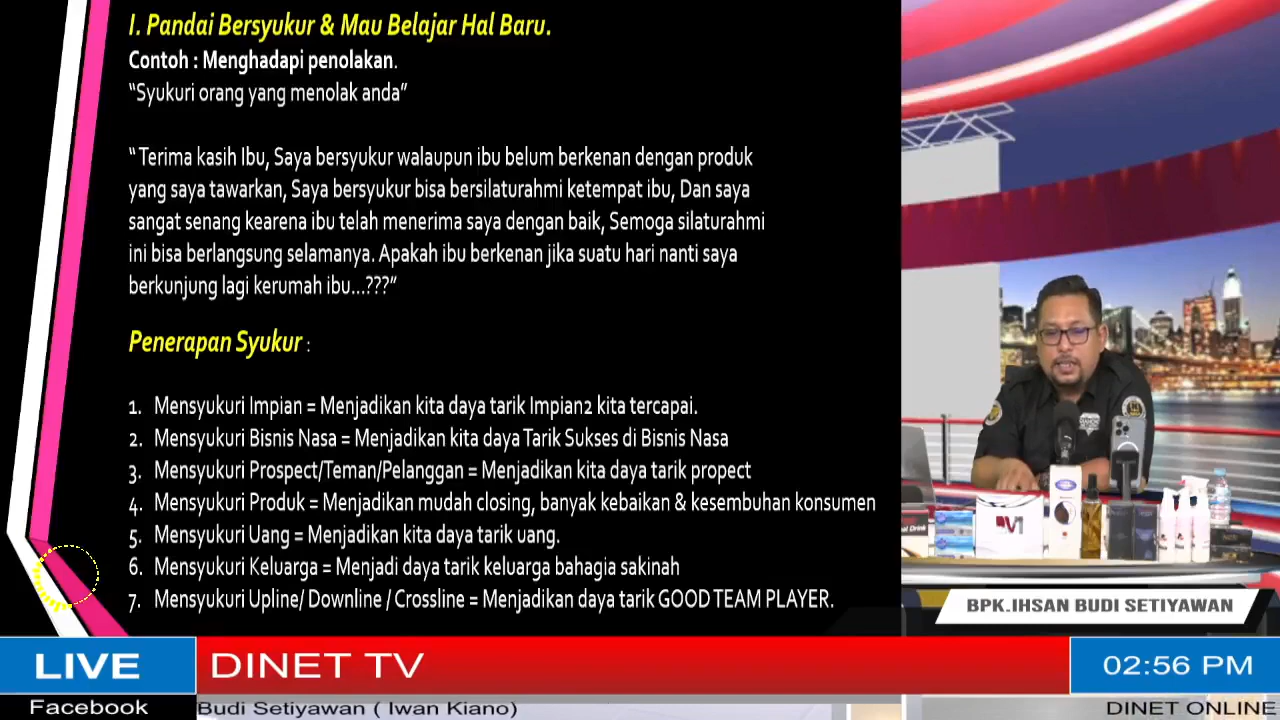 I. Pandai Bersyukur & Mau Belajar Hal Baru.
Contoh : Menghadapi penolakan.
“Syukuri orang yang menolak anda”
“ Terima kasih Ibu, Saya bersyukur walaupun ibu belum berkenan dengan produk
yang saya tawarkan, Saya bersyukur bisa bersilaturahmi ketempat ibu, Dan saya
sangat senang kearena ibu telah menerima saya dengan baik, Semoga silaturahmi
ini bisa berlangsung selamanya. Apakah ibu berkenan jika suatu hari nanti saya
berkunjung lagi kerumah ibu...???”
Penerapan Syukur :
1. Mensyukuri Impian = Menjadikan kita daya tarik Impian2 kita tercapai.
2. Mensyukuri Bisnis Nasa = Menjadikan kita daya Tarik Sukses di Bisnis Nasa
3. Mensyukuri Prospect/Teman/Pelanggan = Menjadikan kita daya tarik propect
4. Mensyukuri Produk = Menjadikan mudah closing, banyak kebaikan & kesembuhan konsumen
5. Mensyukuri Uang = Menjadikan kita daya tarik uang.
6. Mensyukuri Keluarga = Menjadi daya tarik keluarga bahagia sakinah
7. Mensyukuri Upline/ Downline / Crossline = Menjadikan daya tarik GOOD TEAM PLAYER.
V1
BPK.IHSAN BUDI SETIYAWAN
LIVE
DINET TV
02:56 PM
Facebook
Budi Setiyawan ( Iwan Kiano)
DINET ONLINE